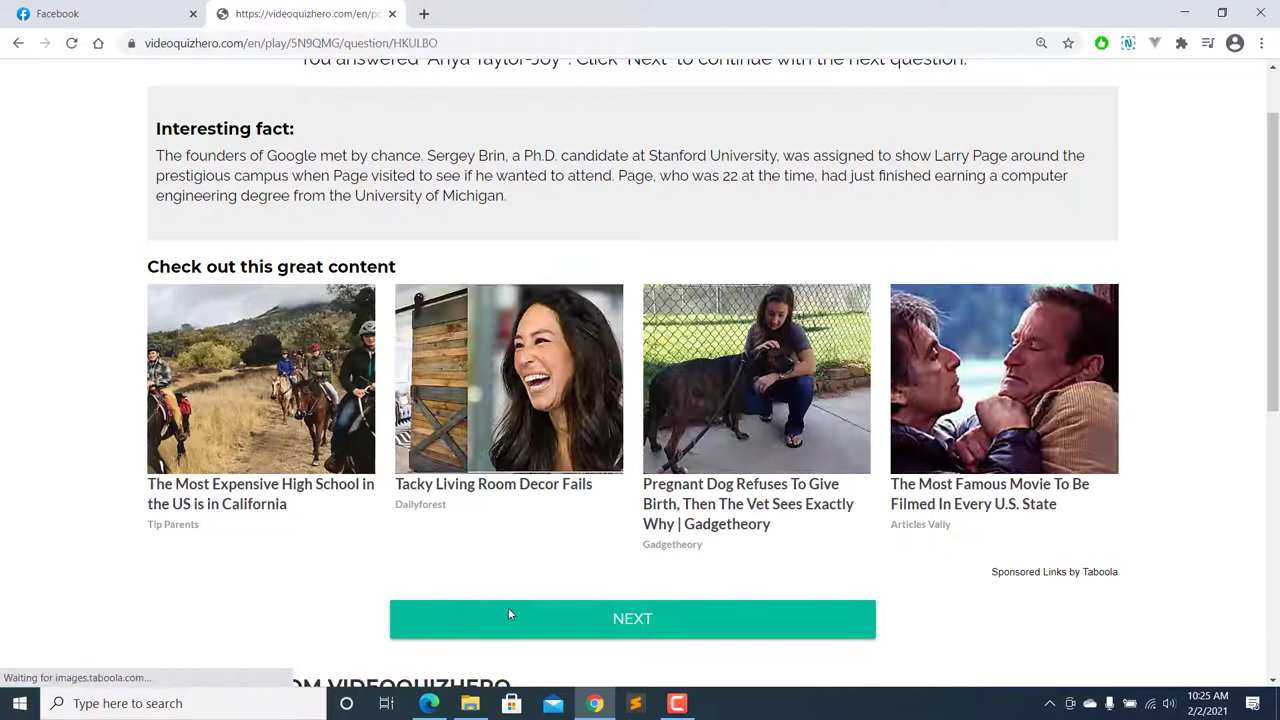 Facebook
https://videoquizhero.com/en/p
videoquizhero.com/en/play/5N9QMG/question/HKULBO
You answered "Anya Taylor-Joy". Click "Next" to continue with the next question.
Interesting fact:
The founders of Google met by chance. Sergey Brin, a Ph.D. candidate at Stanford University, was assigned to show Larry Page around the
prestigious campus when Page visited to see if he wanted to attend. Page, who was 22 at the time, had just finished earning a computer
engineering degree from the University of Michigan.
Check out this great content
The Most Expensive High School in
the US is in California
Tip Parents
Tacky Living Room Decor Fails
Dailyforest
Pregnant Dog Refuses To Give
Birth, Then The Vet Sees Exactly
Why | Gadgetheory
Gadgetheory
The Most Famous Movie To Be
Filmed In Every U.S. State
Articles Vally
Sponsored Links by Taboola
NEXT
OM VIDEOQUIZHERO
Waiting for images.taboola.com...
Type here to search
10:25 AM
2/2/2021